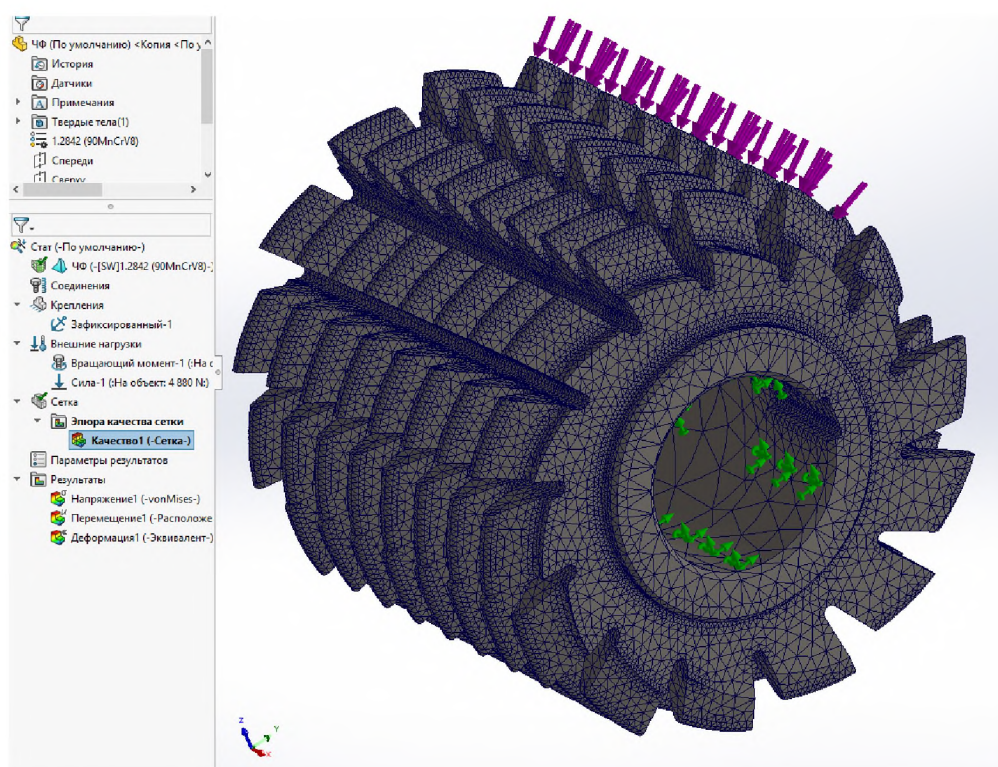 ЧФ (По умолчанию) <Копия <По у
История
Датчики
Примечания
Твердые тела(1)
1.2842 (90MnCrV8)
Спереди
Сверху
Стат (-По умолчанию-)
ЧФ (-[SW]1.2842 (90MnCrV8)-)
Соединения
Крепления
Зафиксированный-1
Внешние нагрузки
Вращающий момент-1 (:На о
Сила-1 (:На объект: 4 880 N:)
Сетка
Эпюра качества сетки
Качество1 (-Сетка-)
Параметры результатов
Результаты
Напряжение1 (-vonMises-)
Перемещение1 (-Расположе
Деформация1 (-Эквивалент-)
Z
Y
X